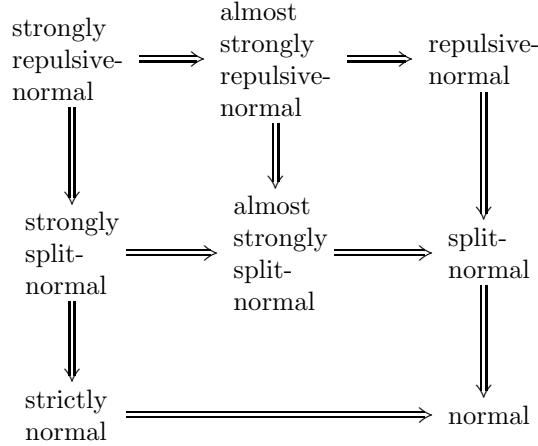 strongly
repulsive-
normal
almost
strongly
repulsive-
normal
repulsive-
normal
strongly
split-
normal
almost
strongly
split-
normal
split-
normal
strictly
normal
normal